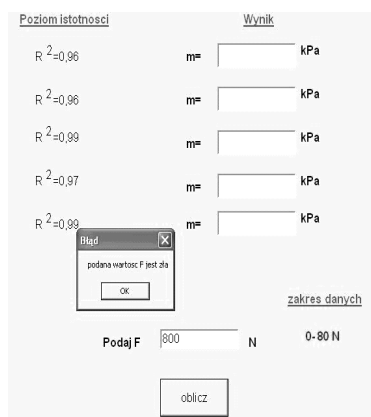 Poziom istotnosci Wynik
R 2=0,96 m= kPa
R 2=0,96 m= kPa
R 2=0,99 m= kPa
R 2=0,97 m= kPa
R 2=0,99 m= kPa
Błąd
podana wartosc F jest zła
OK
zakres danych
Podaj F 800 N 0-80 N
oblicz